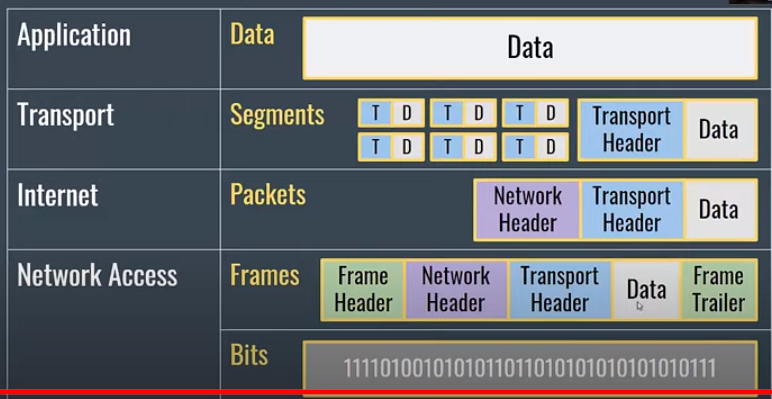 Application
Data
Data
Transport
Segments
T D T D T D
T D T D T D
Transport
Header
Data
Internet
Packets
Network
Header
Transport
Header
Data
Network Access
Frames
Frame
Header
Network
Header
Transport
Header
Data
Frame
Trailer
Bits
1111010010101011011010101010101010111